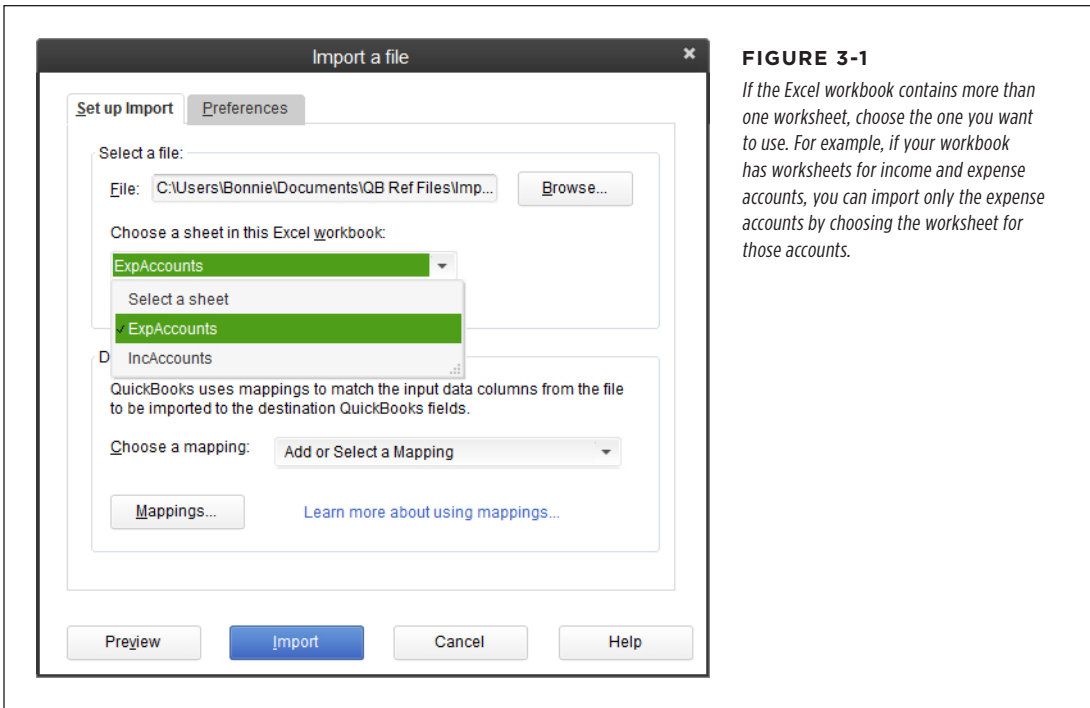 Import a file
×
Set up Import
Preferences
Select a file:
File:
C:\Users\Bonnie\Documents\QB Ref Files\Imp...
Browse...
Choose a sheet in this Excel workbook:
ExpAccounts
Select a sheet
✓ ExpAccounts
IncAccounts
D
QuickBooks uses mappings to match the input data columns from the file
to be imported to the destination QuickBooks fields.
Choose a mapping:
Add or Select a Mapping
Mappings...
Learn more about using mappings...
Preview
Import
Cancel
Help
FIGURE 3-1
If the Excel workbook contains more than
one worksheet, choose the one you want
to use. For example, if your workbook
has worksheets for income and expense
accounts, you can import only the expense
accounts by choosing the worksheet for
those accounts.